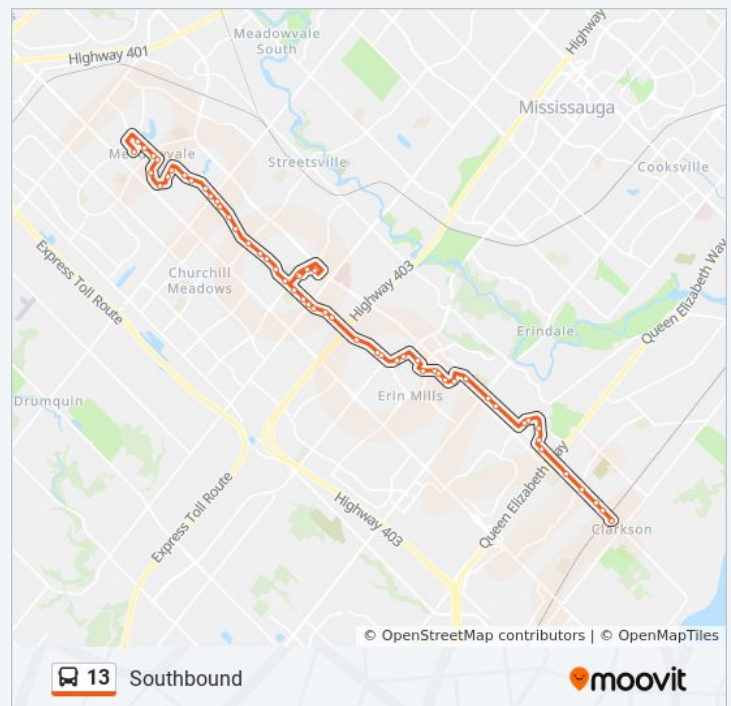 Highway 401
Meadowvale
South
Highway
Mississauga
Streetsville
Cooksville
Express Toll Route
Churchill
Meadows
Highway 403
Queen Elizabeth Way
Erindale
Drumquin
Erin Mills
Express Toll Route
Highway 403
Queen Elizabeth Way
Clarkson
© OpenStreetMap contributors | © OpenMapTiles
13 Southbound
moovit